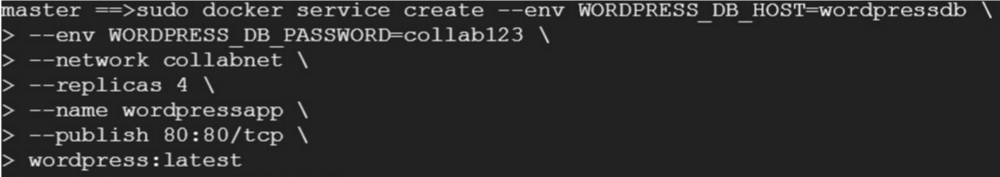 master ==>sudo docker service create --env WORDPRESS_DB_HOST=wordpressdb \
> --env WORDPRESS_DB_PASSWORD=collab123 \
> --network collabnet \
> --replicas 4 \
> --name wordpressapp \
> --publish 80:80/tcp \
> wordpress:latest